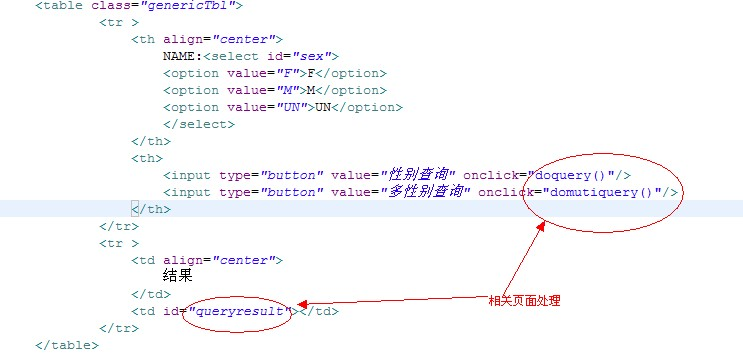 <table class="genericTbl">
<tr >
<th align="center">
NAME:<select id="sex">
<option value="F">F</option>
<option value="M">M</option>
<option value="UN">UN</option>
</select>
</th>
<th>
<input type="button" value="性别查询" onclick="doquery()"/>
<input type="button" value="多性别查询" onclick="domutiquery()"/>
</th>
</tr>
<tr >
<td align="center">
结果
</td>
相关页面处理
<td id="queryresult"></td>
</tr>
</table>